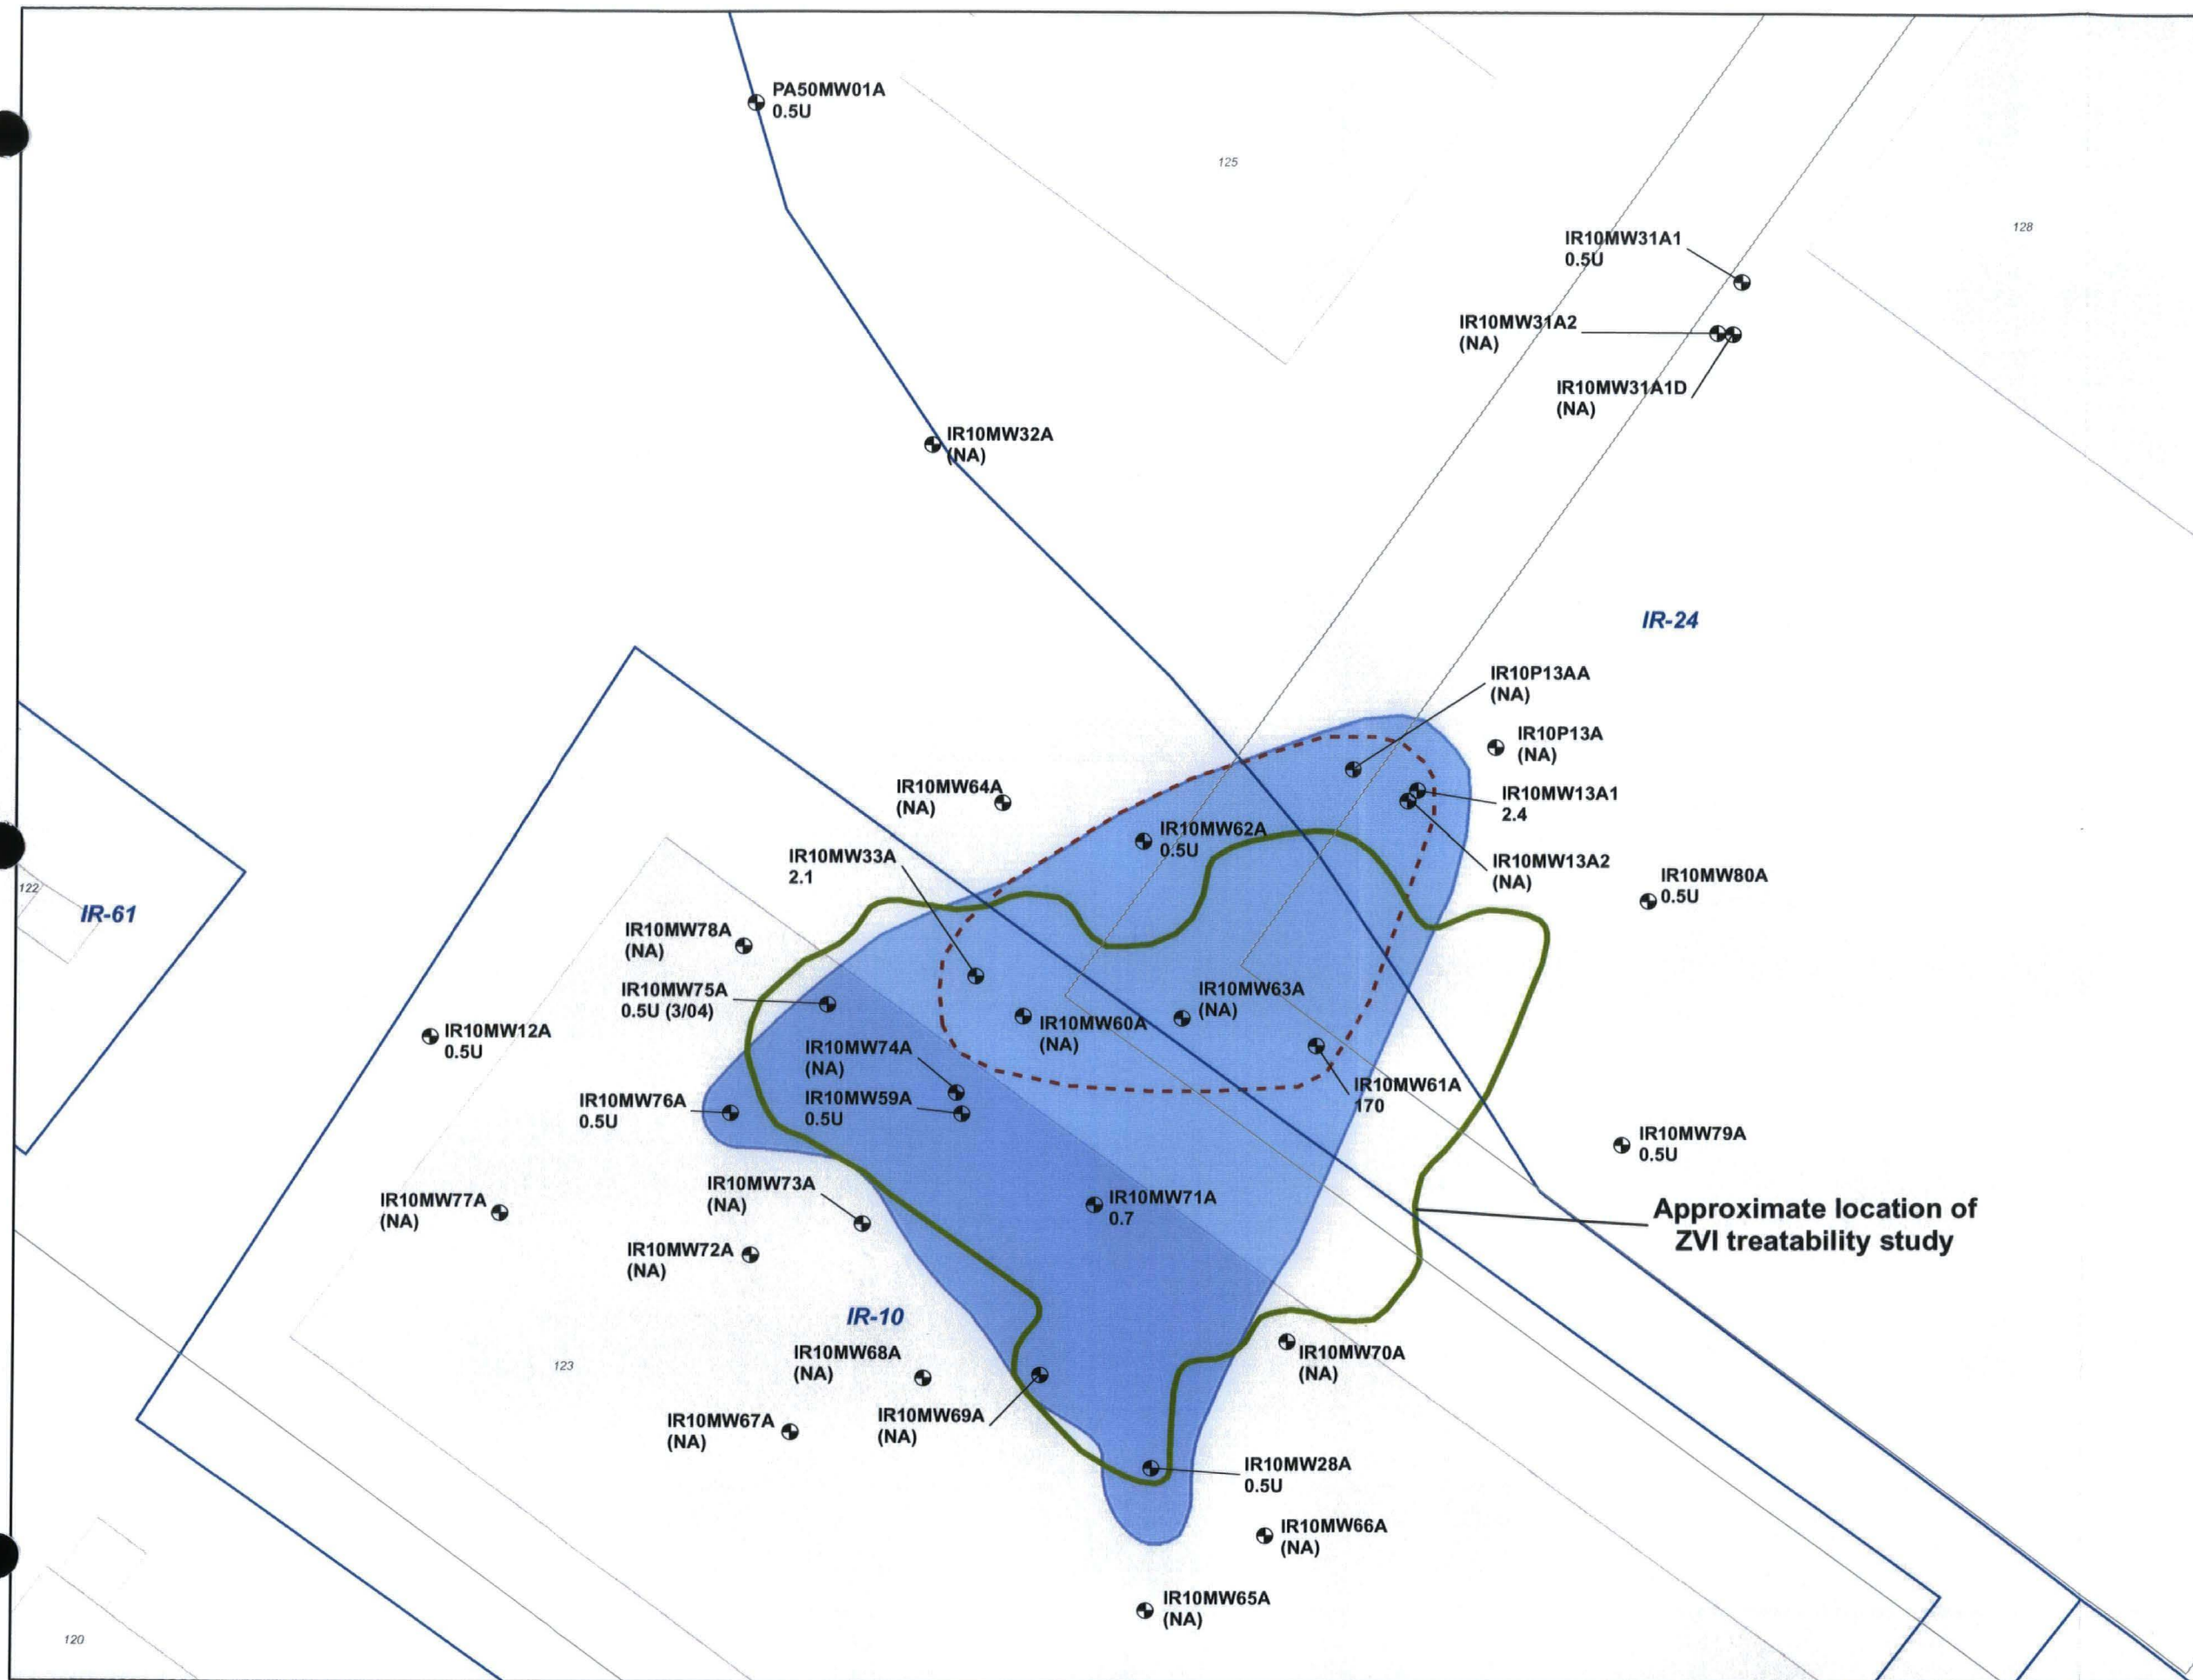 PA50MW01A
0.5U
125
128
IR10MW31A1
0.5U
IR10MW31A2
(NA)
IR10MW31A1D
(NA)
IR10MW32A
(NA)
IR-24
IR10P13AA
(NA)
IR10P13A
(NA)
IR10MW64A
(NA)
IR10MW13A1
2.4
IR10MW62A
0.5U
IR10MW33A
2.1
IR10MW13A2
(NA)
IR10MW80A
0.5U
122
IR-61
IR10MW78A
(NA)
IR10MW75A
0.5U (3/04)
IR10MW63A
(NA)
IR10MW60A
(NA)
IR10MW12A
0.5U
IR10MW74A
(NA)
IR10MW61A
170
IR10MW76A
0.5U
IR10MW59A
0.5U
IR10MW79A
0.5U
IR10MW73A
(NA)
IR10MW77A
(NA)
IR10MW71A
0.7
Approximate location of
ZVI treatability study
IR10MW72A
(NA)
IR-10
123
IR10MW68A
(NA)
IR10MW70A
(NA)
IR10MW67A
(NA)
IR10MW69A
(NA)
IR10MW28A
0.5U
IR10MW66A
(NA)
IR10MW65A
(NA)
120